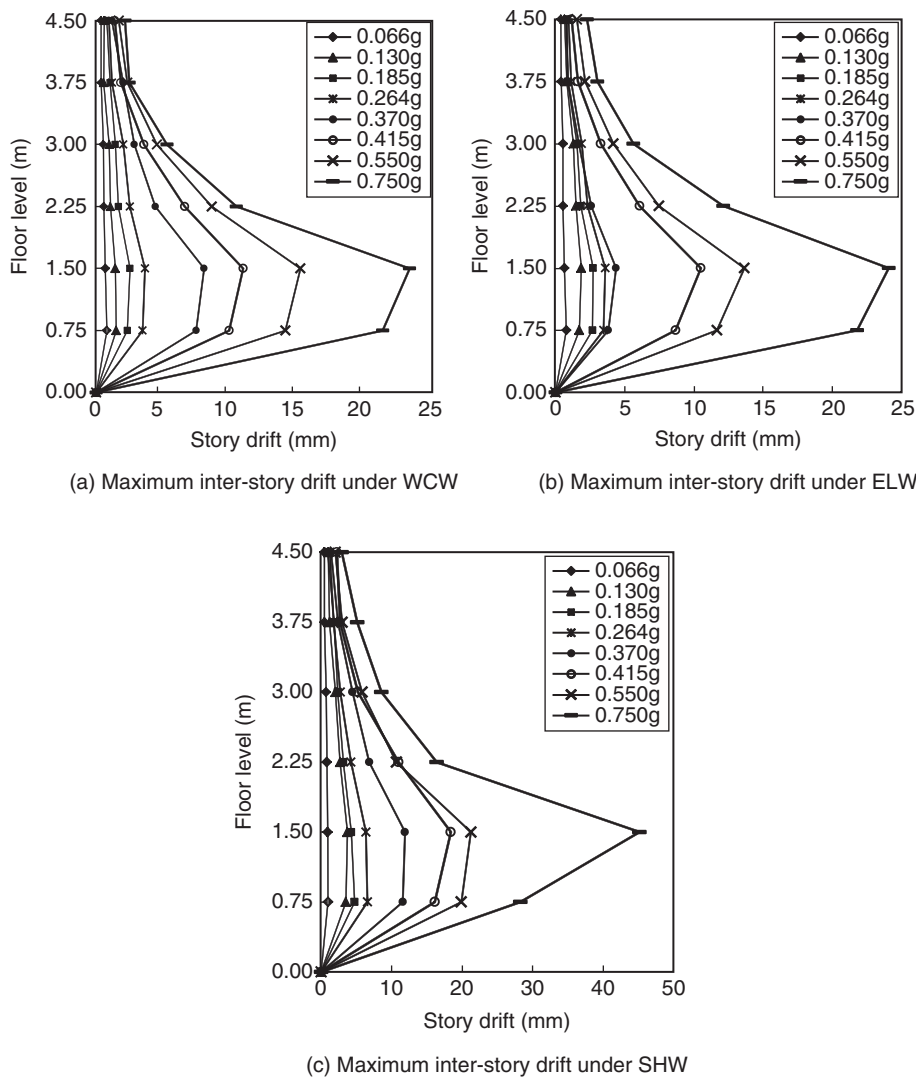 4.50
3.75
3.00
2.25
1.50
0.75
0.00
Floor level (m)
0.066g
0.130g
0.185g
0.264g
0.370g
0.415g
0.550g
0.750g
0 5 10 15 20 25
Story drift (mm)
(a) Maximum inter-story drift under WCW
4.50
3.75
3.00
2.25
1.50
0.75
0.00
Floor level (m)
0.066g
0.130g
0.185g
0.264g
0.370g
0.415g
0.550g
0.750g
0 5 10 15 20 25
Story drift (mm)
(b) Maximum inter-story drift under ELW
4.50
3.75
3.00
2.25
1.50
0.75
0.00
Floor level (m)
0.066g
0.130g
0.185g
0.264g
0.370g
0.415g
0.550g
0.750g
0 10 20 30 40 50
Story drift (mm)
(c) Maximum inter-story drift under SHW